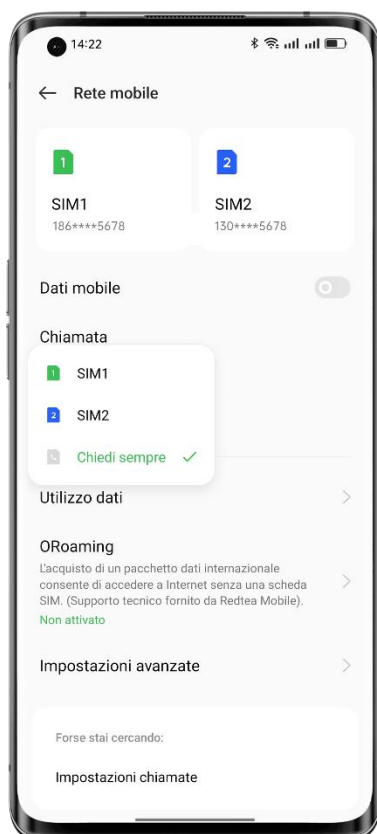 14:22
Rete mobile
1
2
SIM1
SIM2
186****5678
130****5678
Dati mobile
Chiamata
1 SIM1
2 SIM2
Chiedi sempre
Utilizzo dati
ORoaming
L'acquisto di un pacchetto dati internazionale
consente di accedere a Internet senza una scheda
SIM. (Supporto tecnico fornito da Redtea Mobile).
Non attivato
Impostazioni avanzate
Forse stai cercando:
Impostazioni chiamate